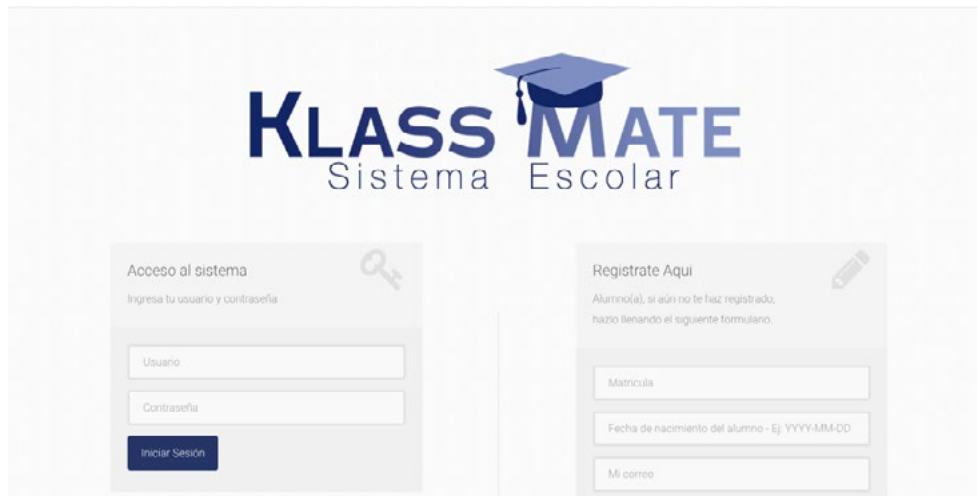 KLASS MATE
Sistema Escolar
Acceso al sistema
Ingresa tu usuario y contraseña
Usuario
Contraseña
Iniciar Sesión
Registrate Aqui
Alumno(a), si aún no te haz registrado,
hazlo llenando el siguiente formulario.
Matrícula
Fecha de nacimiento del alumno - Ej: YYYY-MM-DD
Mi correo